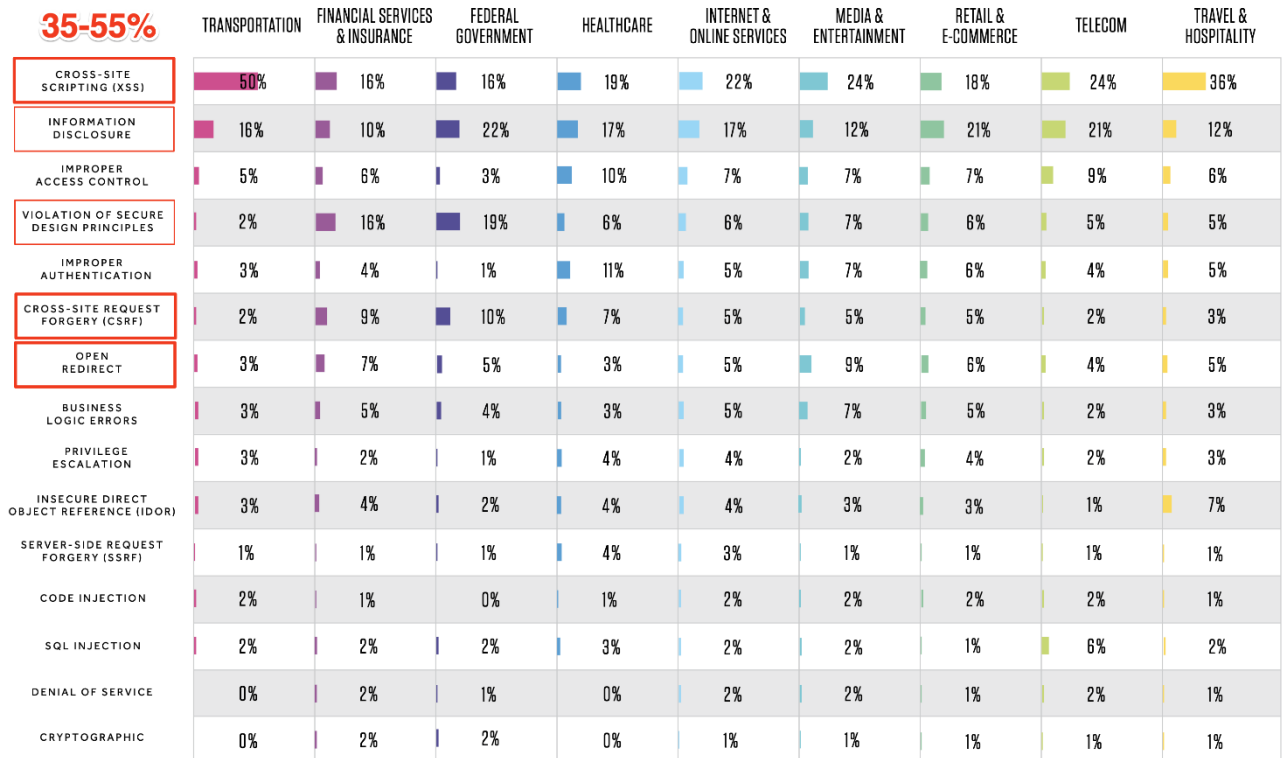 35-55%
TRANSPORTATION
FINANCIAL SERVICES
& INSURANCE
FEDERAL
GOVERNMENT
HEALTHCARE
INTERNET &
ONLINE SERVICES
MEDIA &
ENTERTAINMENT
RETAIL &
E-COMMERCE
TELECOM
TRAVEL &
HOSPITALITY
CROSS-SITE
SCRIPTING (XSS)
50% 16% 16% 19% 22% 24% 18% 24% 36%
INFORMATION
DISCLOSURE
16% 10% 22% 17% 17% 12% 21% 21% 12%
IMPROPER
ACCESS CONTROL
5% 6% 3% 10% 7% 7% 7% 9% 6%
VIOLATION OF SECURE
DESIGN PRINCIPLES
2% 16% 19% 6% 6% 7% 6% 5% 5%
IMPROPER
AUTHENTICATION
3% 4% 1% 11% 5% 7% 6% 4% 5%
CROSS-SITE REQUEST
FORGERY (CSRF)
2% 9% 10% 7% 5% 5% 5% 2% 3%
OPEN
REDIRECT
3% 7% 5% 3% 5% 9% 6% 4% 5%
BUSINESS
LOGIC ERRORS
3% 5% 4% 3% 5% 7% 5% 2% 3%
PRIVILEGE
ESCALATION
3% 2% 1% 4% 4% 2% 4% 2% 3%
INSECURE DIRECT
OBJECT REFERENCE (IDOR)
3% 4% 2% 4% 4% 3% 3% 1% 7%
SERVER-SIDE REQUEST
FORGERY (SSRF)
1% 1% 1% 4% 3% 1% 1% 1% 1%
CODE INJECTION
2% 1% 0% 1% 2% 2% 2% 2% 1%
SQL INJECTION
2% 2% 2% 3% 2% 2% 1% 6% 2%
DENIAL OF SERVICE
0% 2% 1% 0% 2% 2% 1% 2% 1%
CRYPTOGRAPHIC
0% 2% 2% 0% 1% 1% 1% 1% 1%